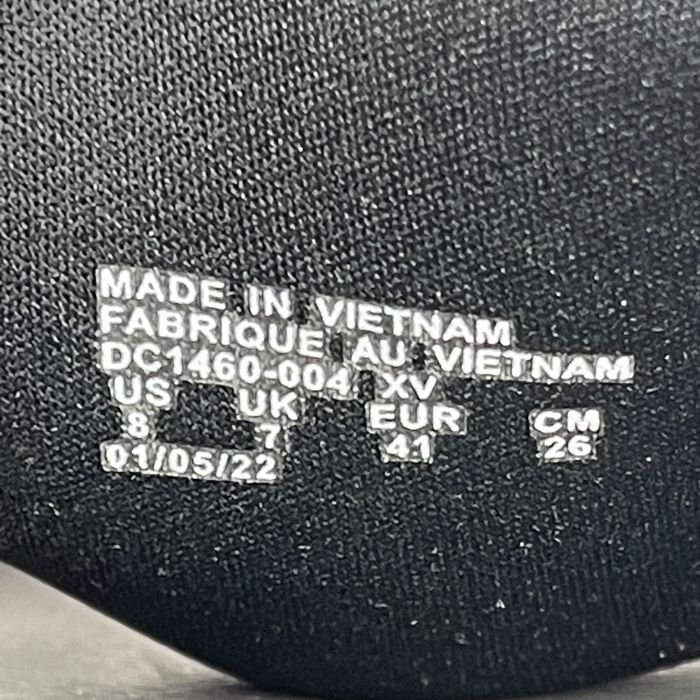 MADE IN VIETNAM
FABRIQUE AU VIETNAM
DC1460-004 XV
US UK EUR CM
8 7 41 26
01/05/22